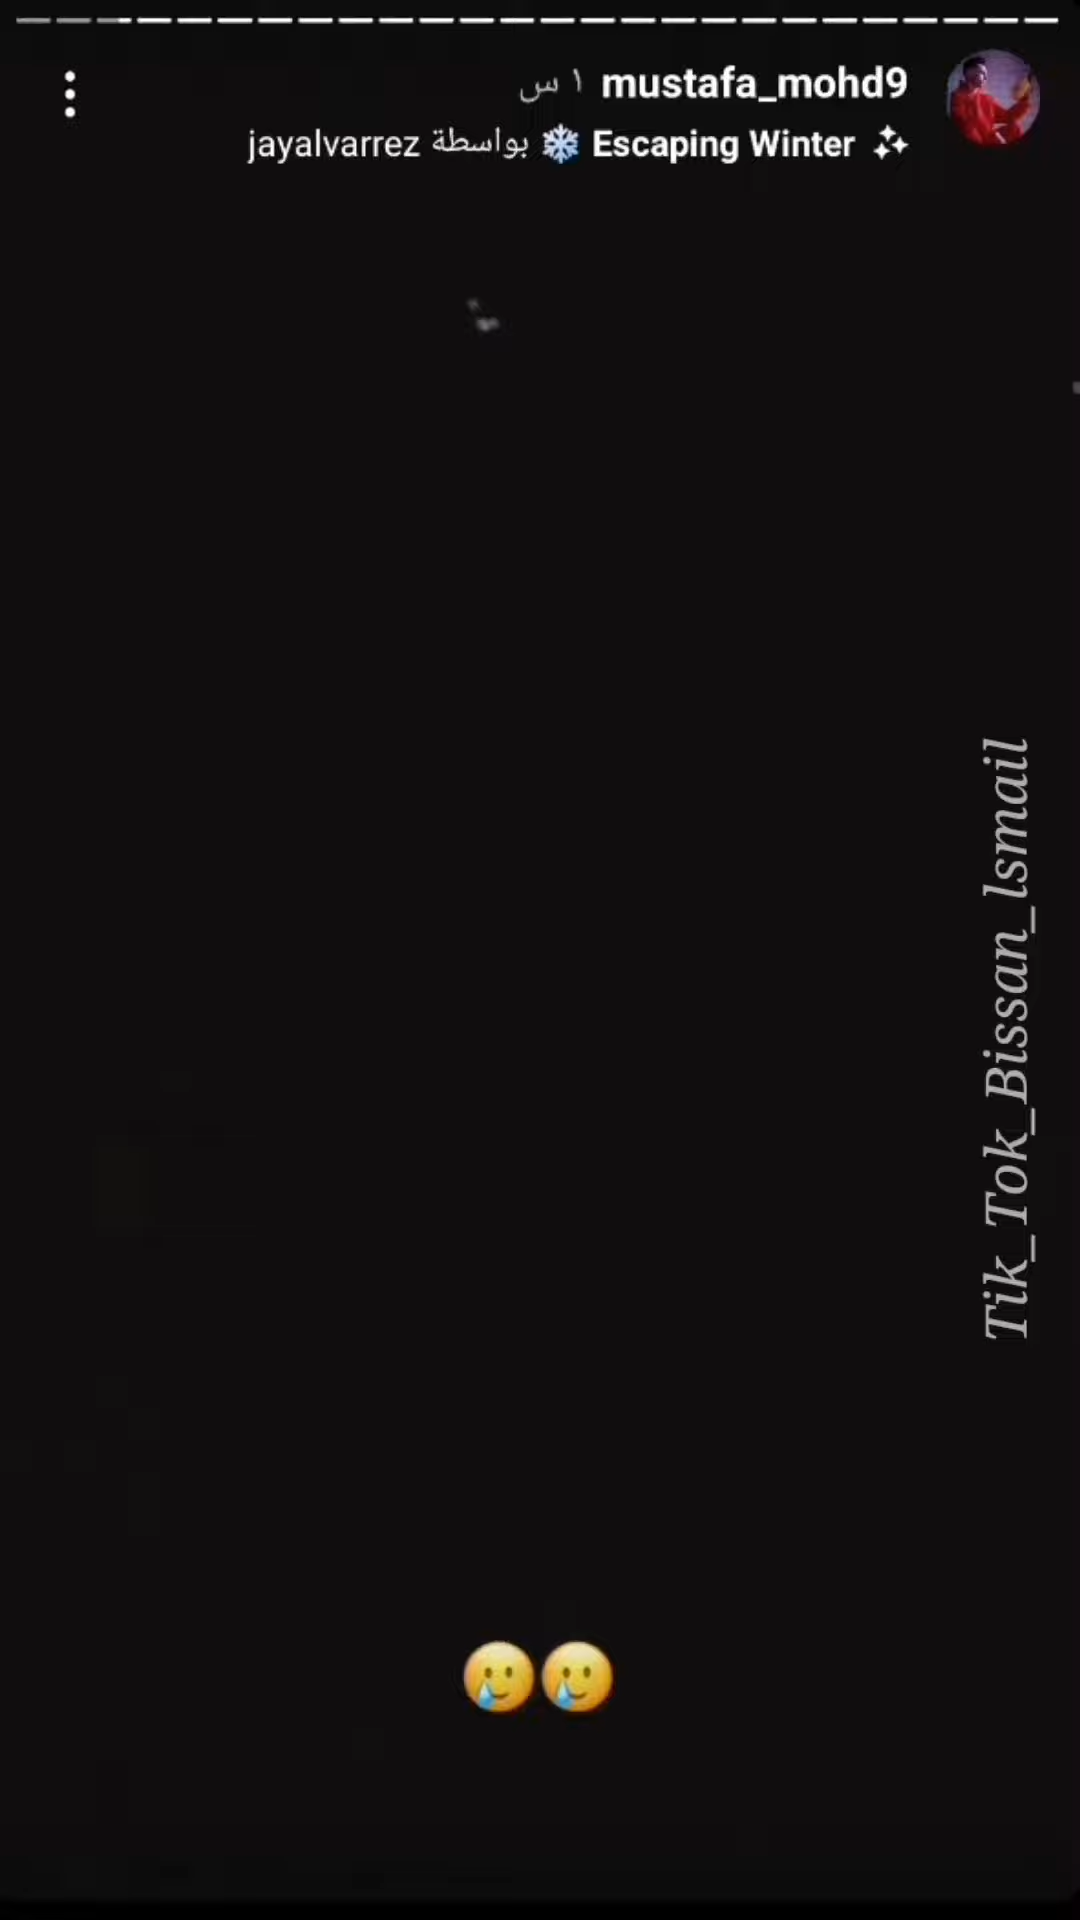 mustafa_mohd9 ١ س
Escaping Winter ❄️ بواسطة jayalvarrez
Tik_Tok_Bissan_lsmail
🥲🥲